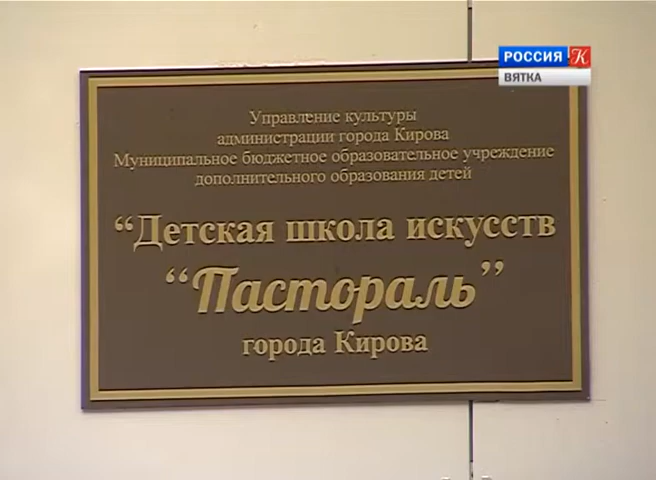 РОССИЯ К
ВЯТКА
Управление культуры
администрации города Кирова
Муниципальное бюджетное образовательное учреждение
дополнительного образования детей
“Детская школа искусств
“Пастораль”
города Кирова